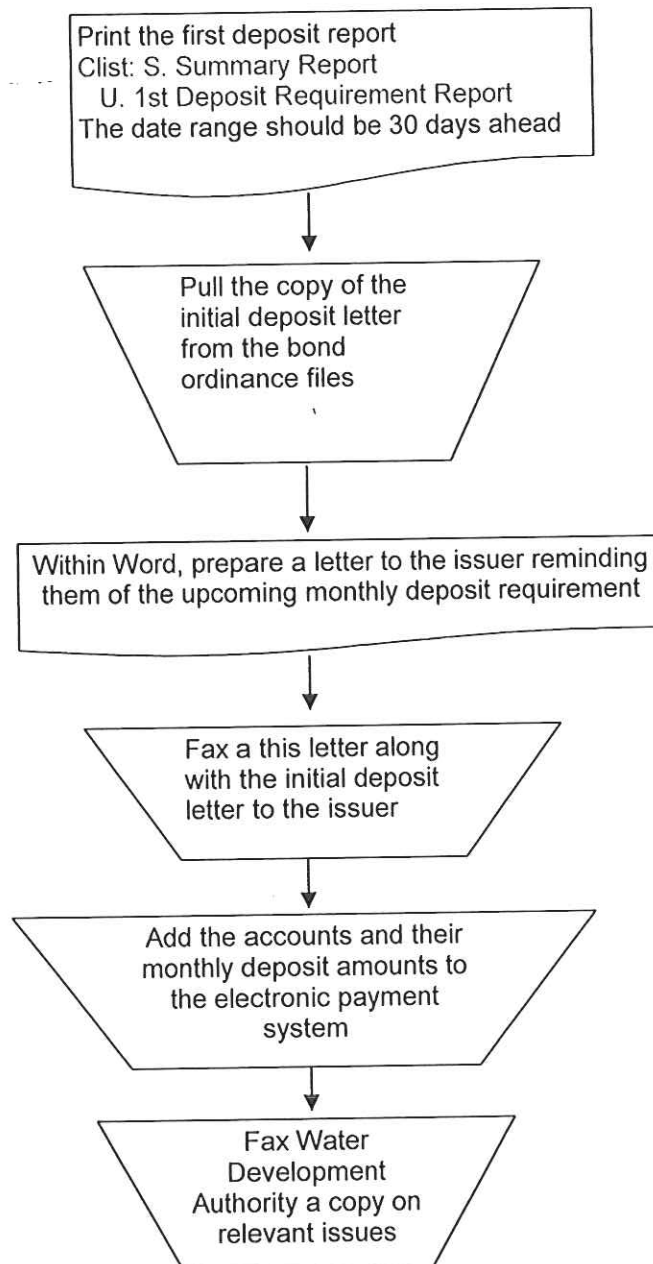 Print the first deposit report
Clist: S. Summary Report
U. 1st Deposit Requirement Report
The date range should be 30 days ahead
Pull the copy of the
initial deposit letter
from the bond
ordinance files
Within Word, prepare a letter to the issuer reminding
them of the upcoming monthly deposit requirement
Fax a this letter along
with the initial deposit
letter to the issuer
Add the accounts and their
monthly deposit amounts to
the electronic payment
system
Fax Water
Development
Authority a copy on
relevant issues